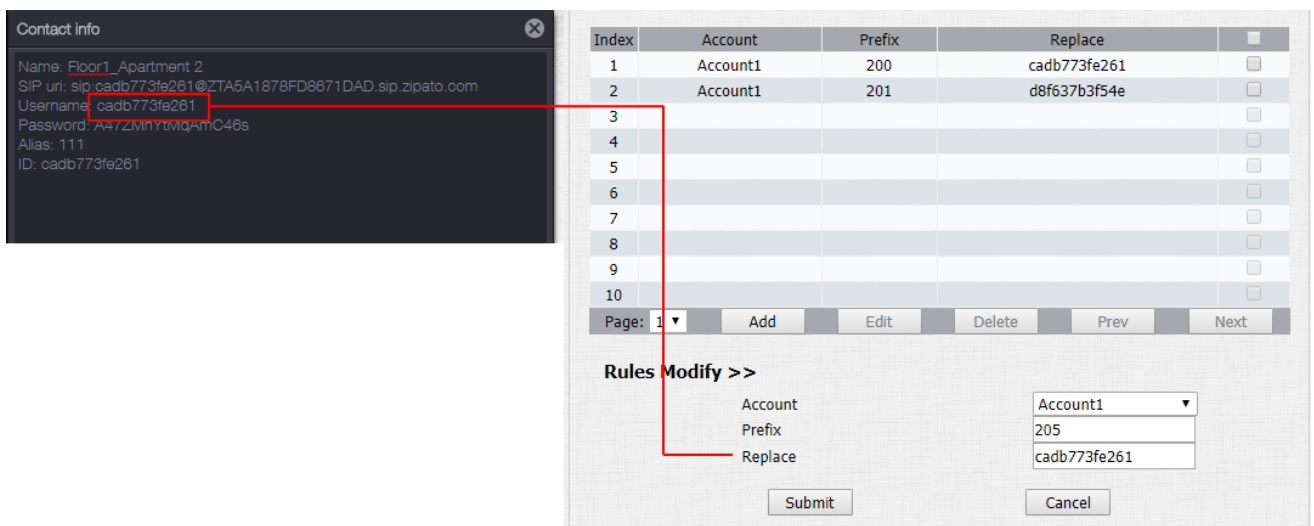 Contact info
Name: Floor1_Apartment 2
SIP uri: sip:cadb773fe261@ZTA5A1878FD8671DAD.sip.zipato.com
Username: cadb773fe261
Password: A47ZMhYtMqAmC46s
Alias: 111
ID: cadb773fe261
Index Account Prefix Replace
1 Account1 200 cadb773fe261
2 Account1 201 d8f637b3f54e
3
4
5
6
7
8
9
10
Page: 1 Add Edit Delete Prev Next
Rules Modify >>
Account Account1
Prefix 205
Replace cadb773fe261
Submit Cancel